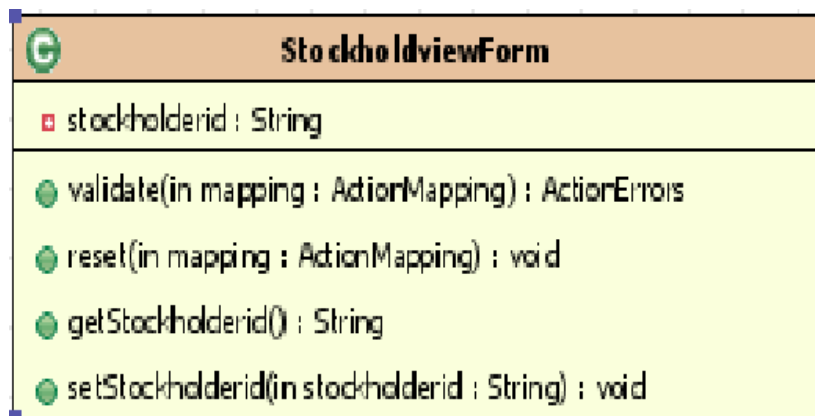 C StockholdviewForm
stockholderid : String
validate(in mapping : ActionMapping) : ActionErrors
reset(in mapping : ActionMapping) : void
getStockholderid() : String
setStockholderid(in stockholderid : String) : void